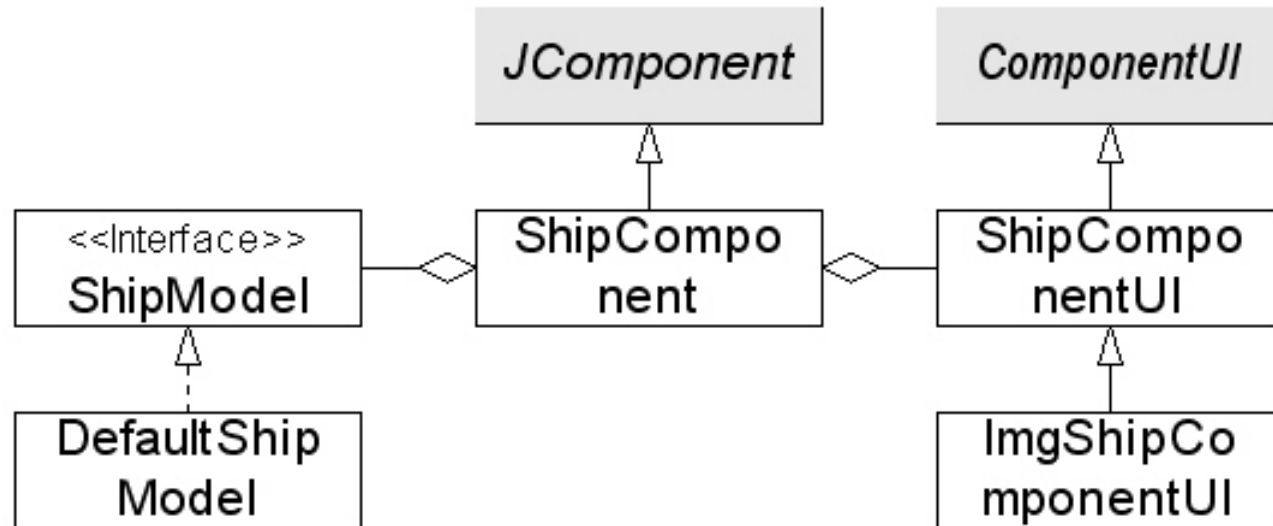 JComponent
ComponentUI
<<Interface>>
ShipModel
ShipCompo
nent
ShipCompo
nentUI
DefaultShip
Model
ImgShipCo
mponentUI